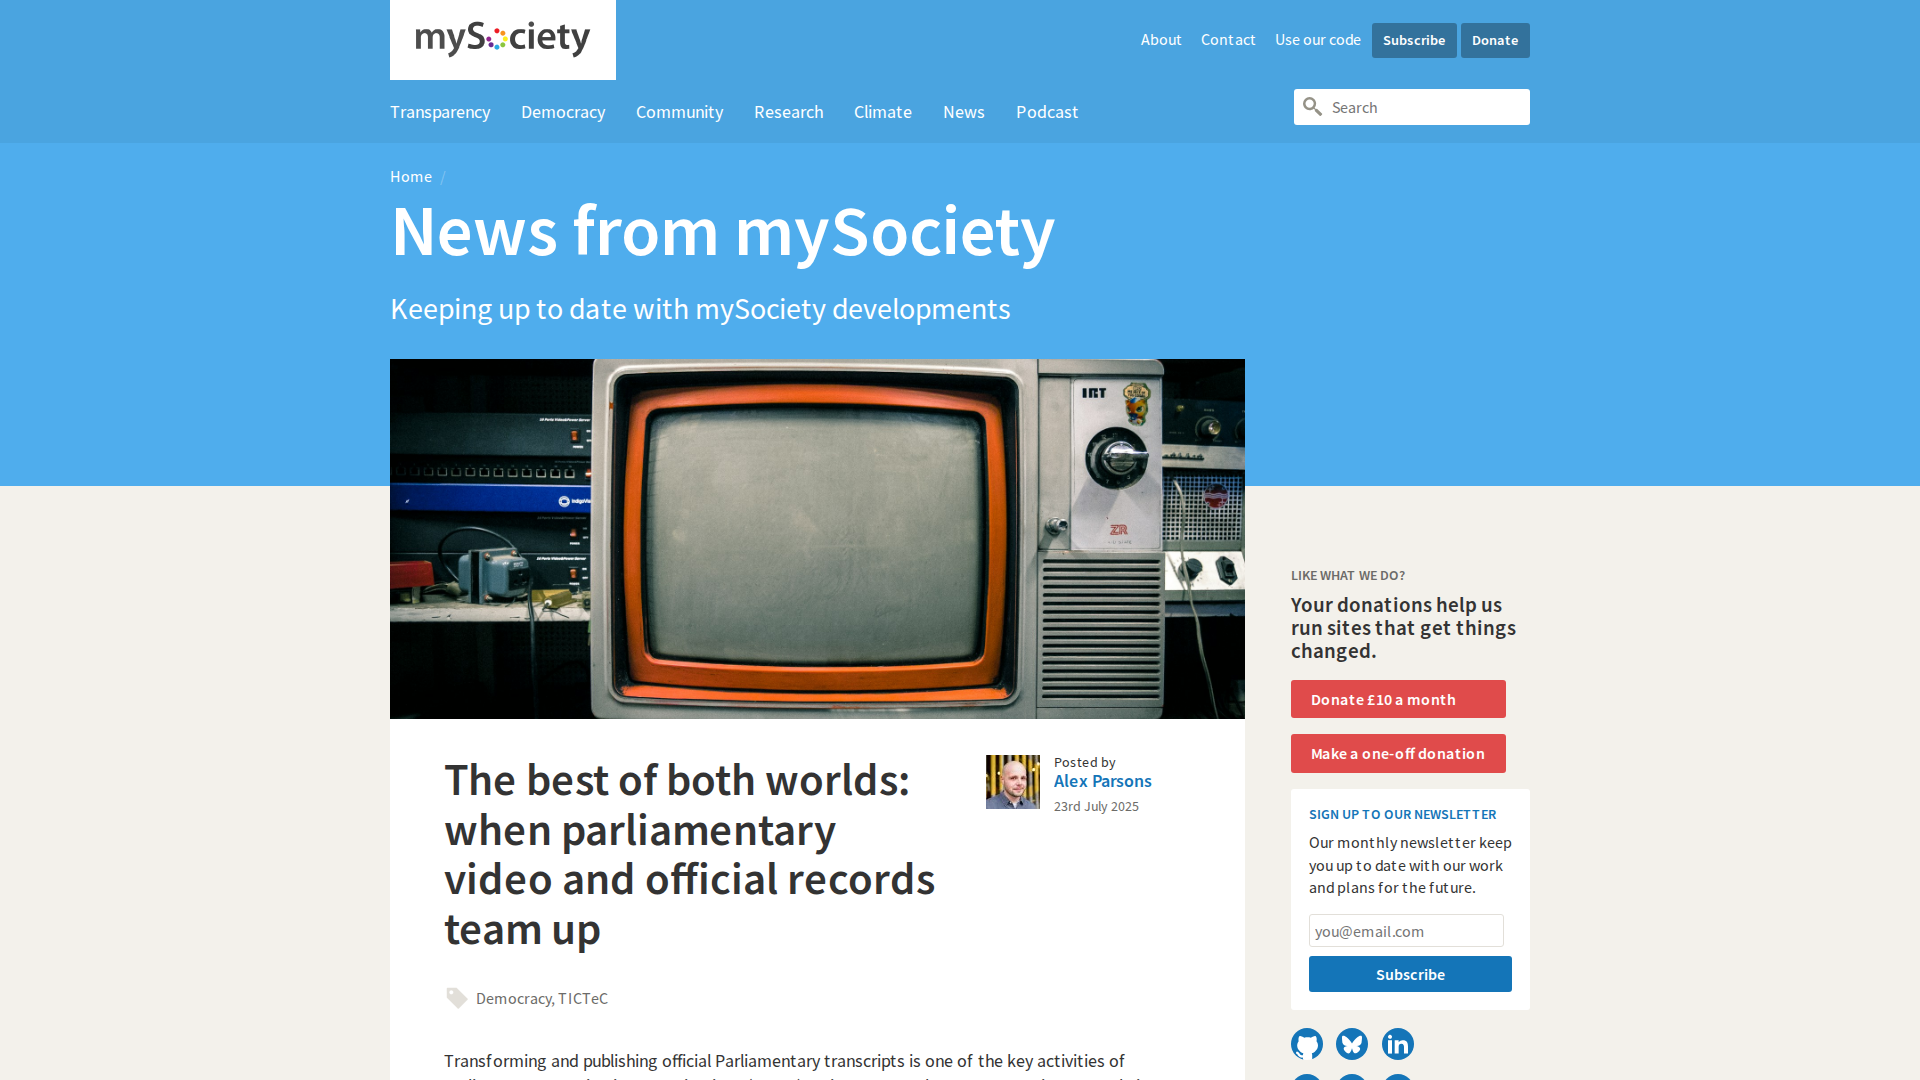 mySociety
About
Contact
Use our code
Subscribe
Donate
Transparency
Democracy
Community
Research
Climate
News
Podcast
Search
Home /
News from mySociety
Keeping up to date with mySociety developments
IRT
ZR
The best of both worlds:
when parliamentary
video and official records
team up
Posted by
Alex Parsons
23rd July 2025
Democracy, TICTeC
Transforming and publishing official Parliamentary transcripts is one of the key activities of
LIKE WHAT WE DO?
Your donations help us
run sites that get things
changed.
Donate £10 a month
Make a one-off donation
SIGN UP TO OUR NEWSLETTER
Our monthly newsletter keep
you up to date with our work
and plans for the future.
you@email.com
Subscribe